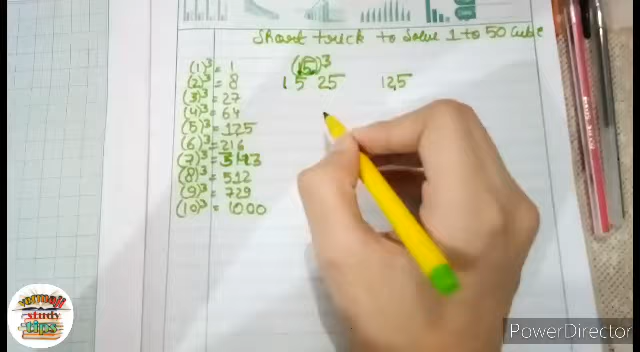 Short trick to Solve 1 to 50 Cube
(15)³
1 5 25 125
(1)³ = 1
(2)³ = 8
(3)³ = 27
(4)³ = 64
(5)³ = 125
(6)³ = 216
(7)³ = 343
(8)³ = 512
(9)³ = 729
(10)³ = 1000
study
tips
PowerDirector